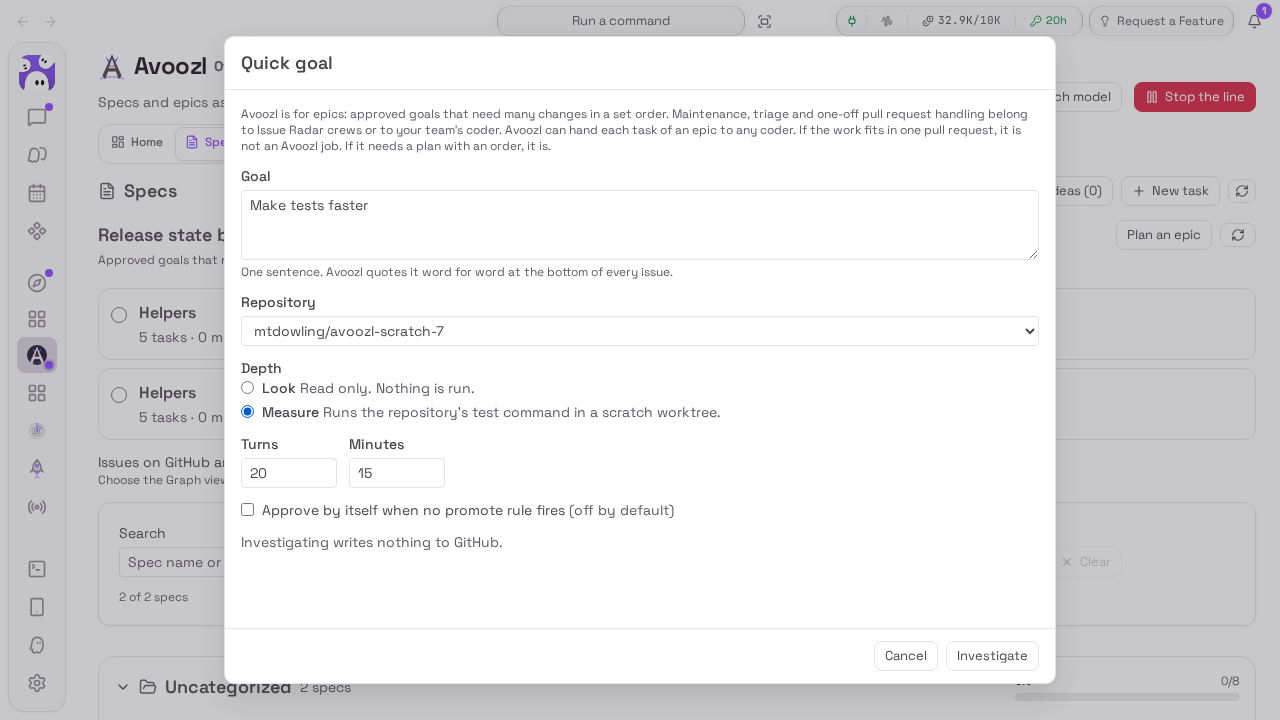 Run a command
32.9K/10K
20h
Request a Feature
1
Avoozl
Specs and epics as
ch model
Stop the line
Home
Spe
Specs
deas (0)
New task
Release state b
Plan an epic
Approved goals that r
Helpers
5 tasks · 0 m
Helpers
5 tasks · 0 m
Issues on GitHub a
Choose the Graph view
Search
Spec name or
Clear
2 of 2 specs
Uncategorized
2 specs
0/8
Quick goal
Avoozl is for epics: approved goals that need many changes in a set order. Maintenance, triage and one-off pull request handling belong
to Issue Radar crews or to your team's coder. Avoozl can hand each task of an epic to any coder. If the work fits in one pull request, it is
not an Avoozl job. If it needs a plan with an order, it is.
Goal
Make tests faster
One sentence. Avoozl quotes it word for word at the bottom of every issue.
Repository
mtdowling/avoozl-scratch-7
Depth
Look Read only. Nothing is run.
Measure Runs the repository's test command in a scratch worktree.
Turns
Minutes
20
15
Approve by itself when no promote rule fires (off by default)
Investigating writes nothing to GitHub.
Cancel
Investigate